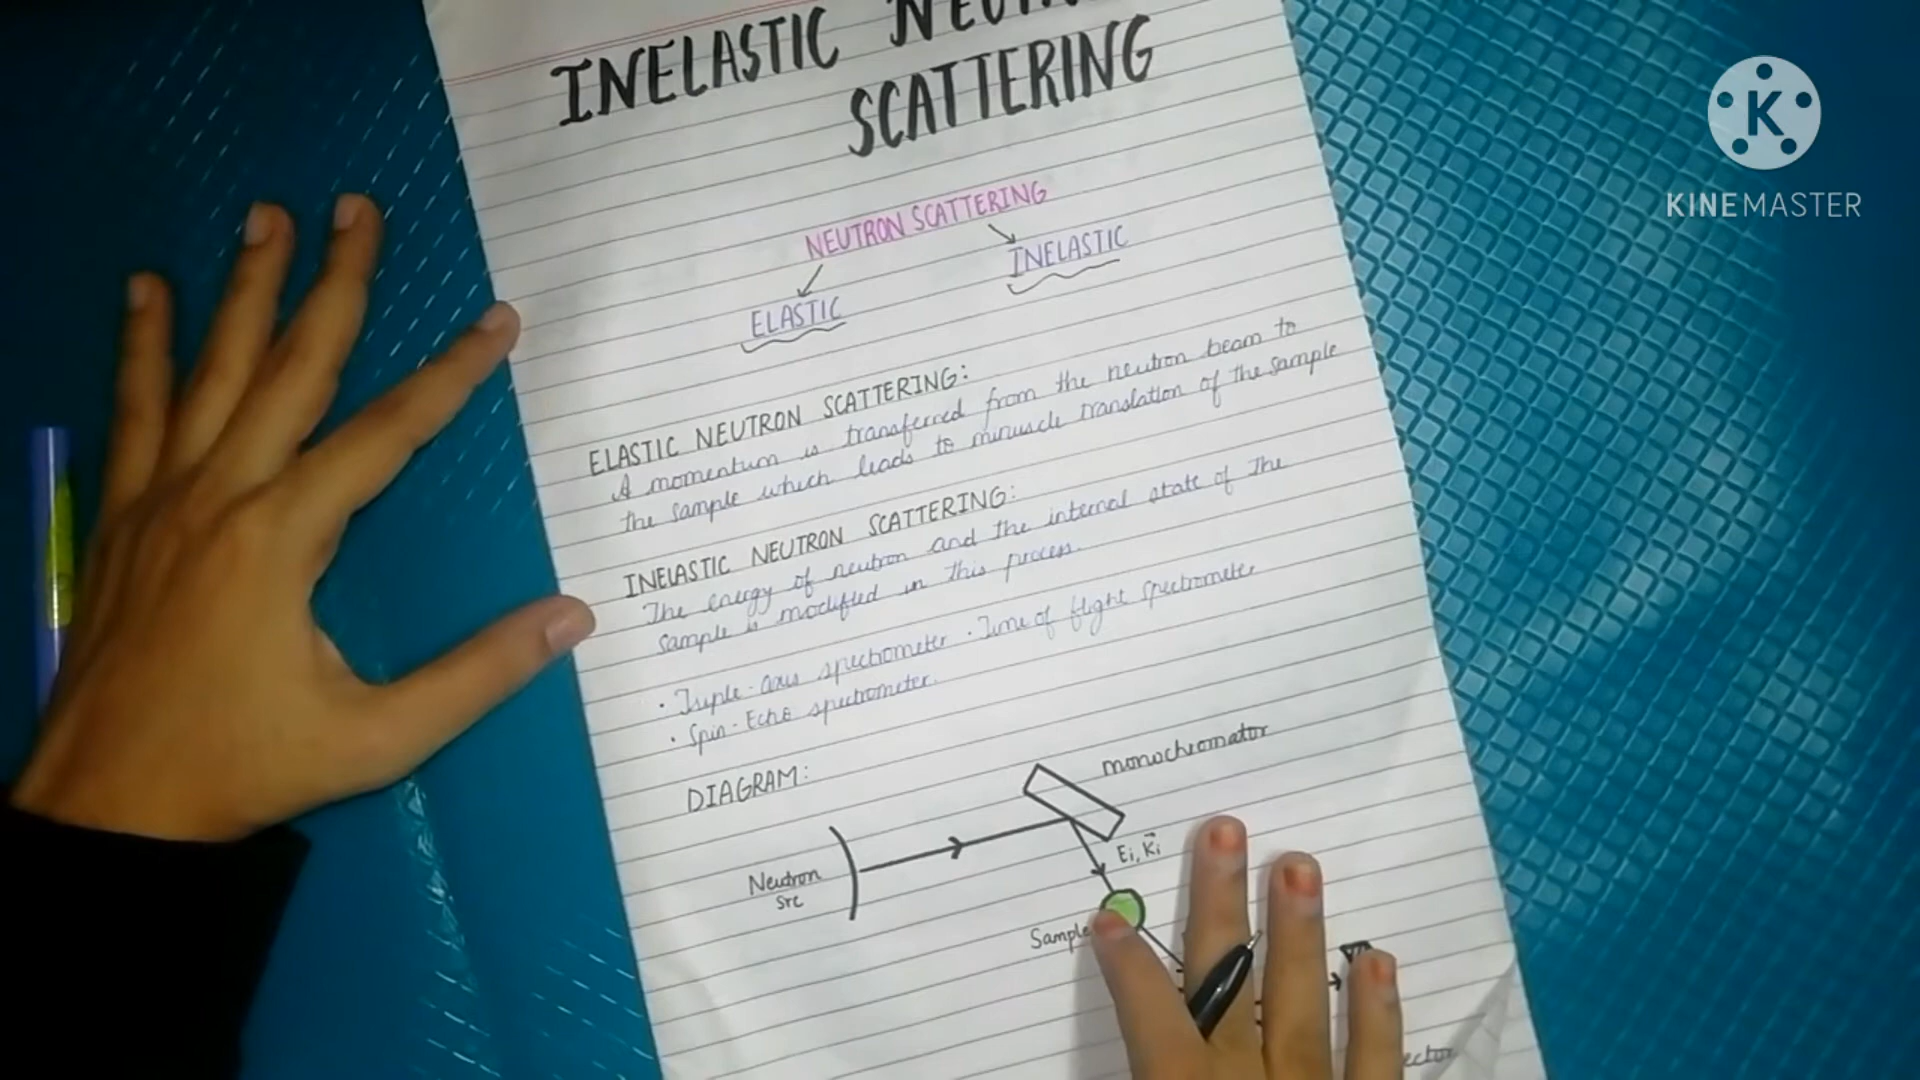 INELASTIC
SCATTERING
NEUTRON SCATTERING
INELASTIC
ELASTIC
ELASTIC NEUTRON SCATTERING:
A momentum is transferred from the neutron beam to
the sample which leads to minuscle translation of the sample
INELASTIC NEUTRON SCATTERING:
The energy of neutron and the internal state of the
sample is modified in this process.
• Triple-axis spectrometer • Time of flight spectrometer
• Spin-Echo spectrometer.
DIAGRAM:
monochromator
Ei, K⃗i
Neutron
src
Sample
K
KINEMASTER